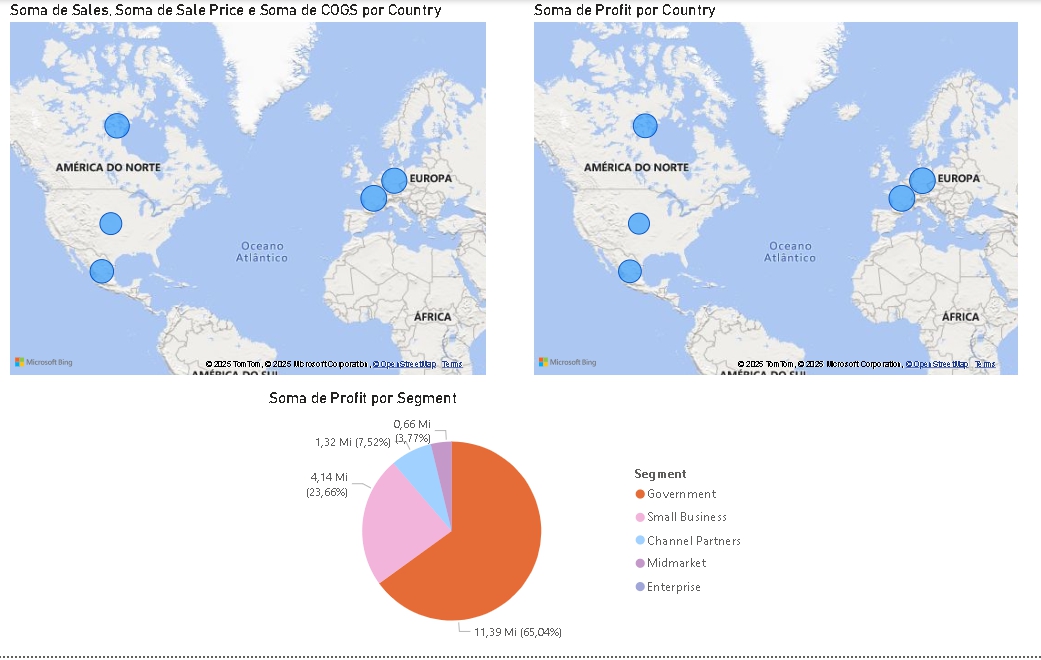 Soma de Sales, Soma de Sale Price e Soma de COGS por Country
AMÉRICA DO NORTE
EUROPA
Oceano
Atlântico
ÁFRICA
AMÉRICA DO SUL
Microsoft Bing
© 2025 TomTom, © 2025 Microsoft Corporation, © OpenStreetMap Terms
Soma de Profit por Country
AMÉRICA DO NORTE
EUROPA
Oceano
Atlântico
ÁFRICA
AMÉRICA DO SUL
Microsoft Bing
© 2025 TomTom, © 2025 Microsoft Corporation, © OpenStreetMap Terms
Soma de Profit por Segment
0,66 Mi
(3,77%)
1,32 Mi (7,52%)
4,14 Mi
(23,66%)
11,39 Mi (65,04%)
Segment
Government
Small Business
Channel Partners
Midmarket
Enterprise